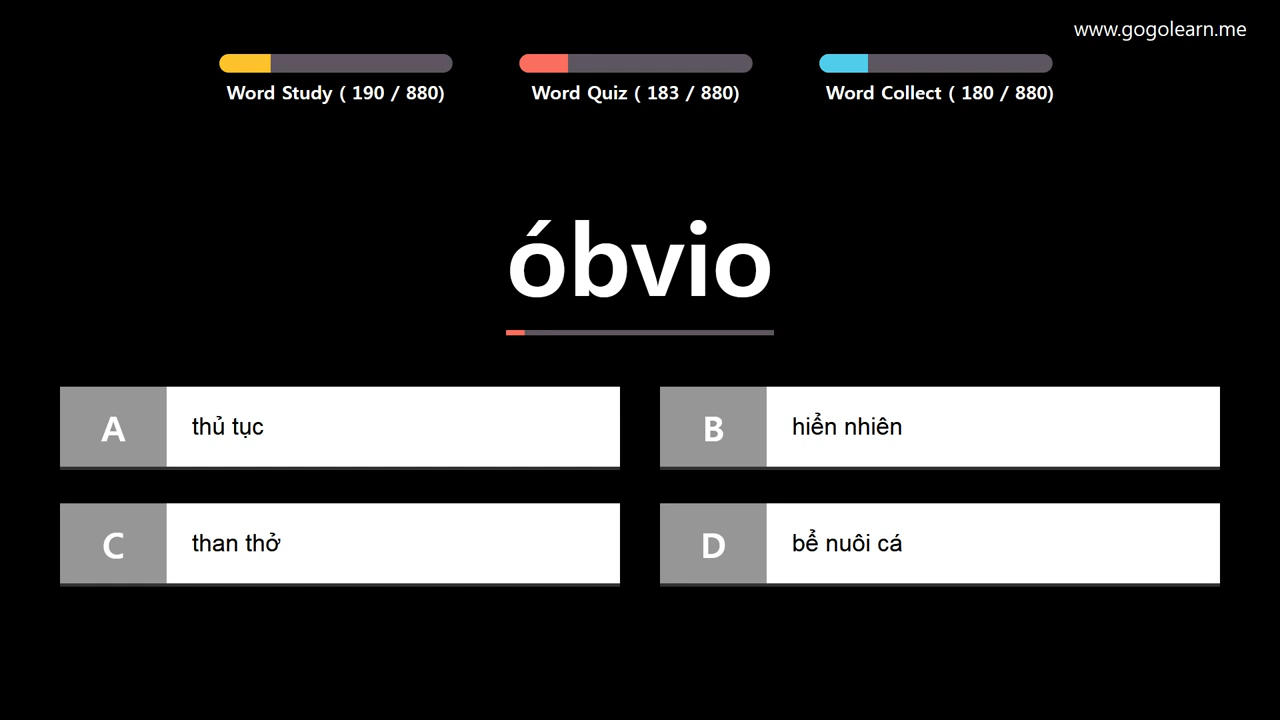 www.gogolearn.me
Word Study ( 190 / 880)
Word Quiz ( 183 / 880)
Word Collect ( 180 / 880)
óbvio
A
thủ tục
B
hiển nhiên
C
than thở
D
bể nuôi cá